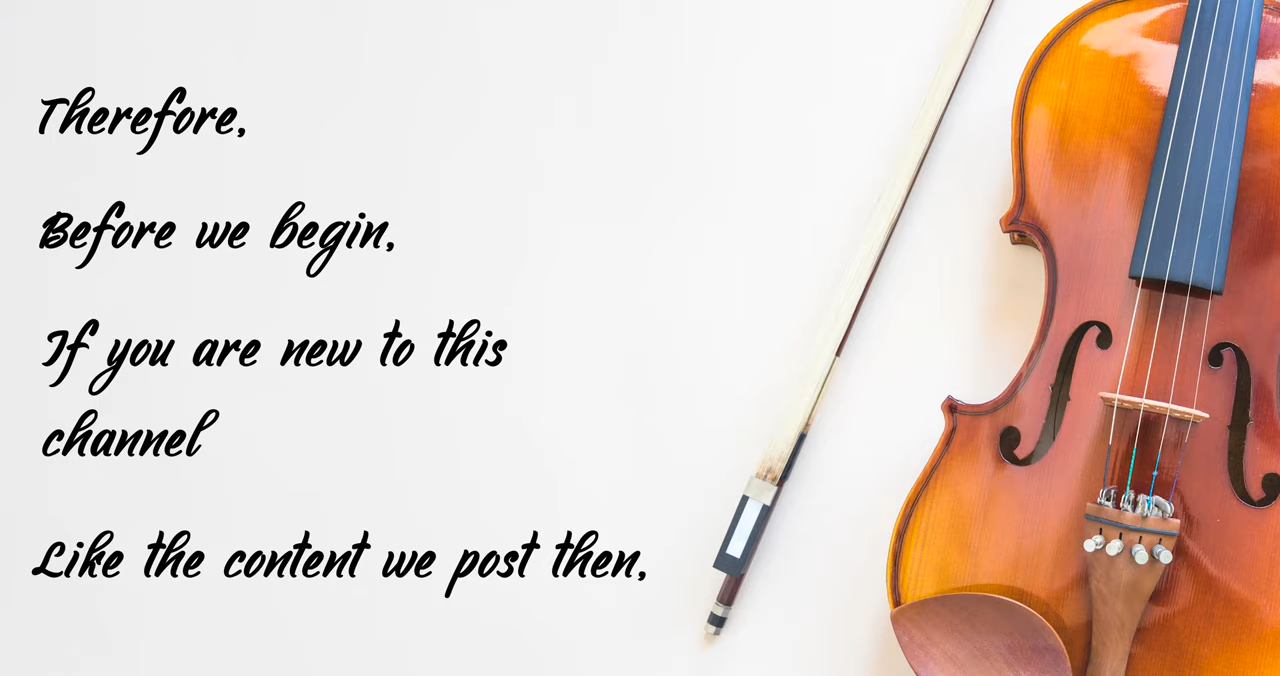 Therefore,
Before we begin,
If you are new to this
channel
Like the content we post then,